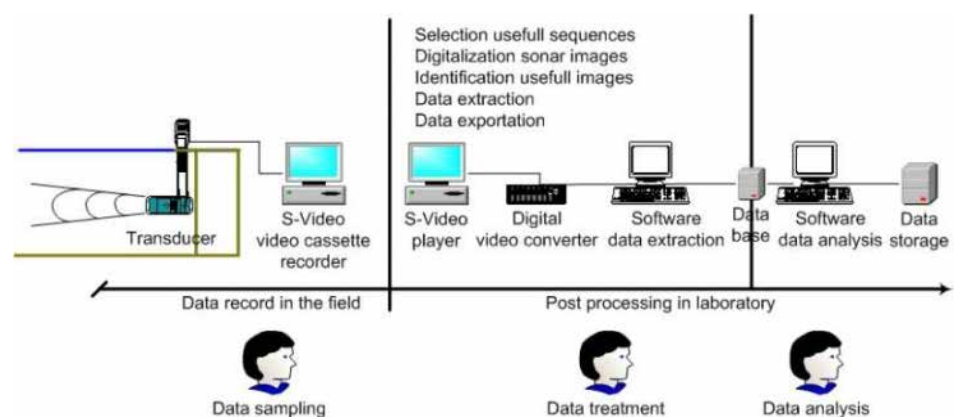 Selection usefull sequences
Digitalization sonar images
Identification usefull images
Data extraction
Data exportation
Transducer
S-Video
video cassette
recorder
S-Video
player
Digital
video converter
Software
data extraction
Data
base
Software
data analysis
Data
storage
Data record in the field
Post processing in laboratory
Data sampling
Data treatment
Data analysis